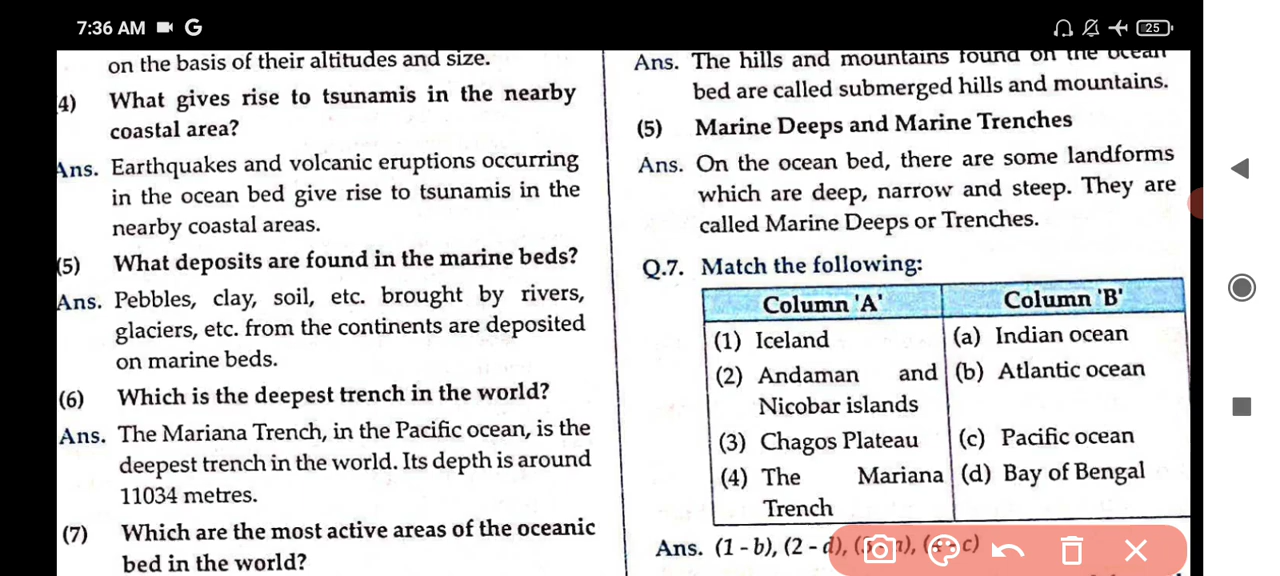 7:36 AM G
25
on the basis of their altitudes and size.
4) What gives rise to tsunamis in the nearby
coastal area?
Ans. Earthquakes and volcanic eruptions occurring
in the ocean bed give rise to tsunamis in the
nearby coastal areas.
(5) What deposits are found in the marine beds?
Ans. Pebbles, clay, soil, etc. brought by rivers,
glaciers, etc. from the continents are deposited
on marine beds.
(6) Which is the deepest trench in the world?
Ans. The Mariana Trench, in the Pacific ocean, is the
deepest trench in the world. Its depth is around
11034 metres.
(7) Which are the most active areas of the oceanic
bed in the world?
Ans. The hills and mountains found on the ocean
bed are called submerged hills and mountains.
(5) Marine Deeps and Marine Trenches
Ans. On the ocean bed, there are some landforms
which are deep, narrow and steep. They are
called Marine Deeps or Trenches.
Q.7. Match the following:
Column 'A' Column 'B'
(1) Iceland (a) Indian ocean
(2) Andaman and (b) Atlantic ocean
Nicobar islands
(3) Chagos Plateau (c) Pacific ocean
(4) The Mariana (d) Bay of Bengal
Trench
Ans. (1 - b), (2 - d), (3 - a), (4 - c)